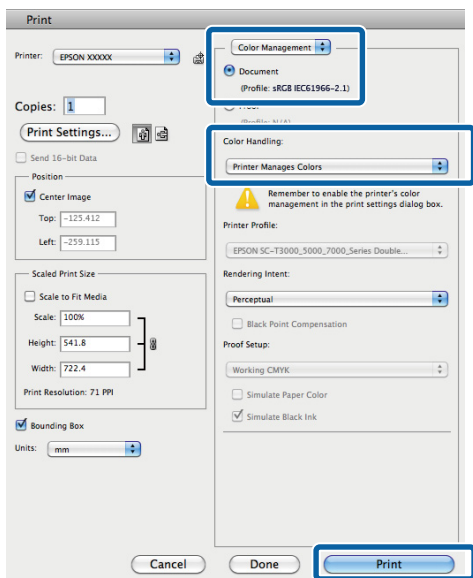 Print
Printer: EPSON XXXXX
Copies: 1
Print Settings...
Send 16-bit Data
Position
Center Image
Top: -125.412
Left: -259.115
Scaled Print Size
Scale to Fit Media
Scale: 100%
Height: 541.8
Width: 722.4
Print Resolution: 71 PPI
Bounding Box
Units: mm
Color Management
Document
(Profile: sRGB IEC61966-2.1)
Proof
(Profile: N/A)
Color Handling:
Printer Manages Colors
Remember to enable the printer's color
management in the print settings dialog box.
Printer Profile:
EPSON SC-T3000_5000_7000_Series Double...
Rendering Intent:
Perceptual
Black Point Compensation
Proof Setup:
Working CMYK
Simulate Paper Color
Simulate Black Ink
Cancel
Done
Print